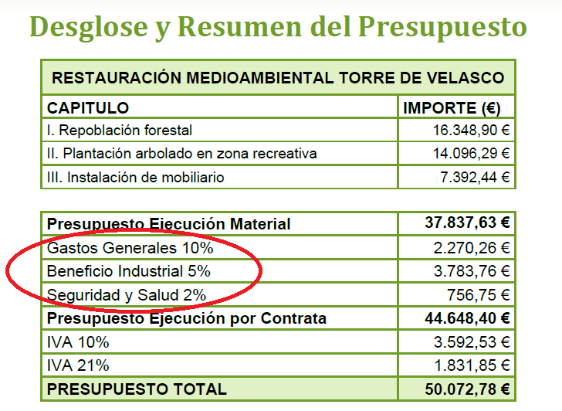 Desglose y Resumen del Presupuesto
RESTAURACIÓN MEDIOAMBIENTAL TORRE DE VELASCO
CAPITULO IMPORTE (€)
I. Repoblación forestal 16.348,90 €
II. Plantación arbolado en zona recreativa 14.096,29 €
III. Instalación de mobiliario 7.392,44 €
Presupuesto Ejecución Material 37.837,63 €
Gastos Generales 10% 2.270,26 €
Beneficio Industrial 5% 3.783,76 €
Seguridad y Salud 2% 756,75 €
Presupuesto Ejecución por Contrata 44.648,40 €
IVA 10% 3.592,53 €
IVA 21% 1.831,85 €
PRESUPUESTO TOTAL 50.072,78 €